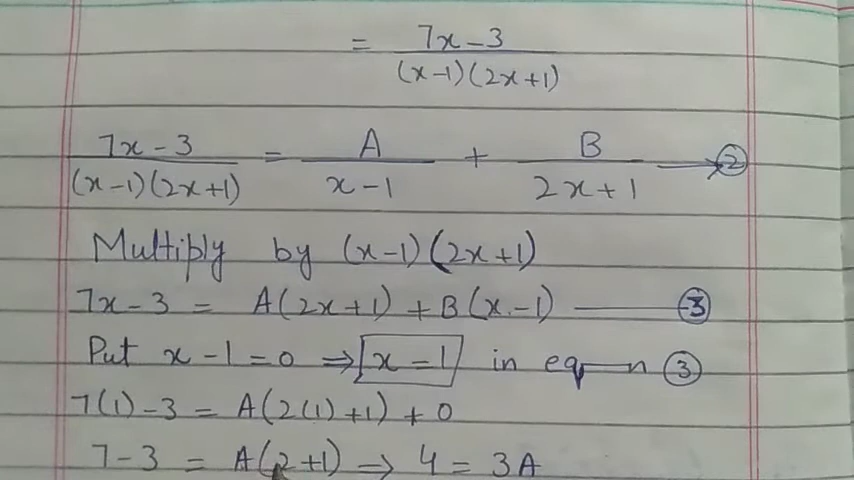 = 7x-3 / (x-1)(2x+1)
7x-3 / (x-1)(2x+1) = A / x-1 + B / 2x+1 → ②
Multiply by (x-1)(2x+1)
7x-3 = A(2x+1) + B(x-1) — ③
Put x-1=0 ⇒ x=1 in eqn ③
7(1)-3 = A(2(1)+1) + 0
7-3 = A(2+1) ⇒ 4 = 3A